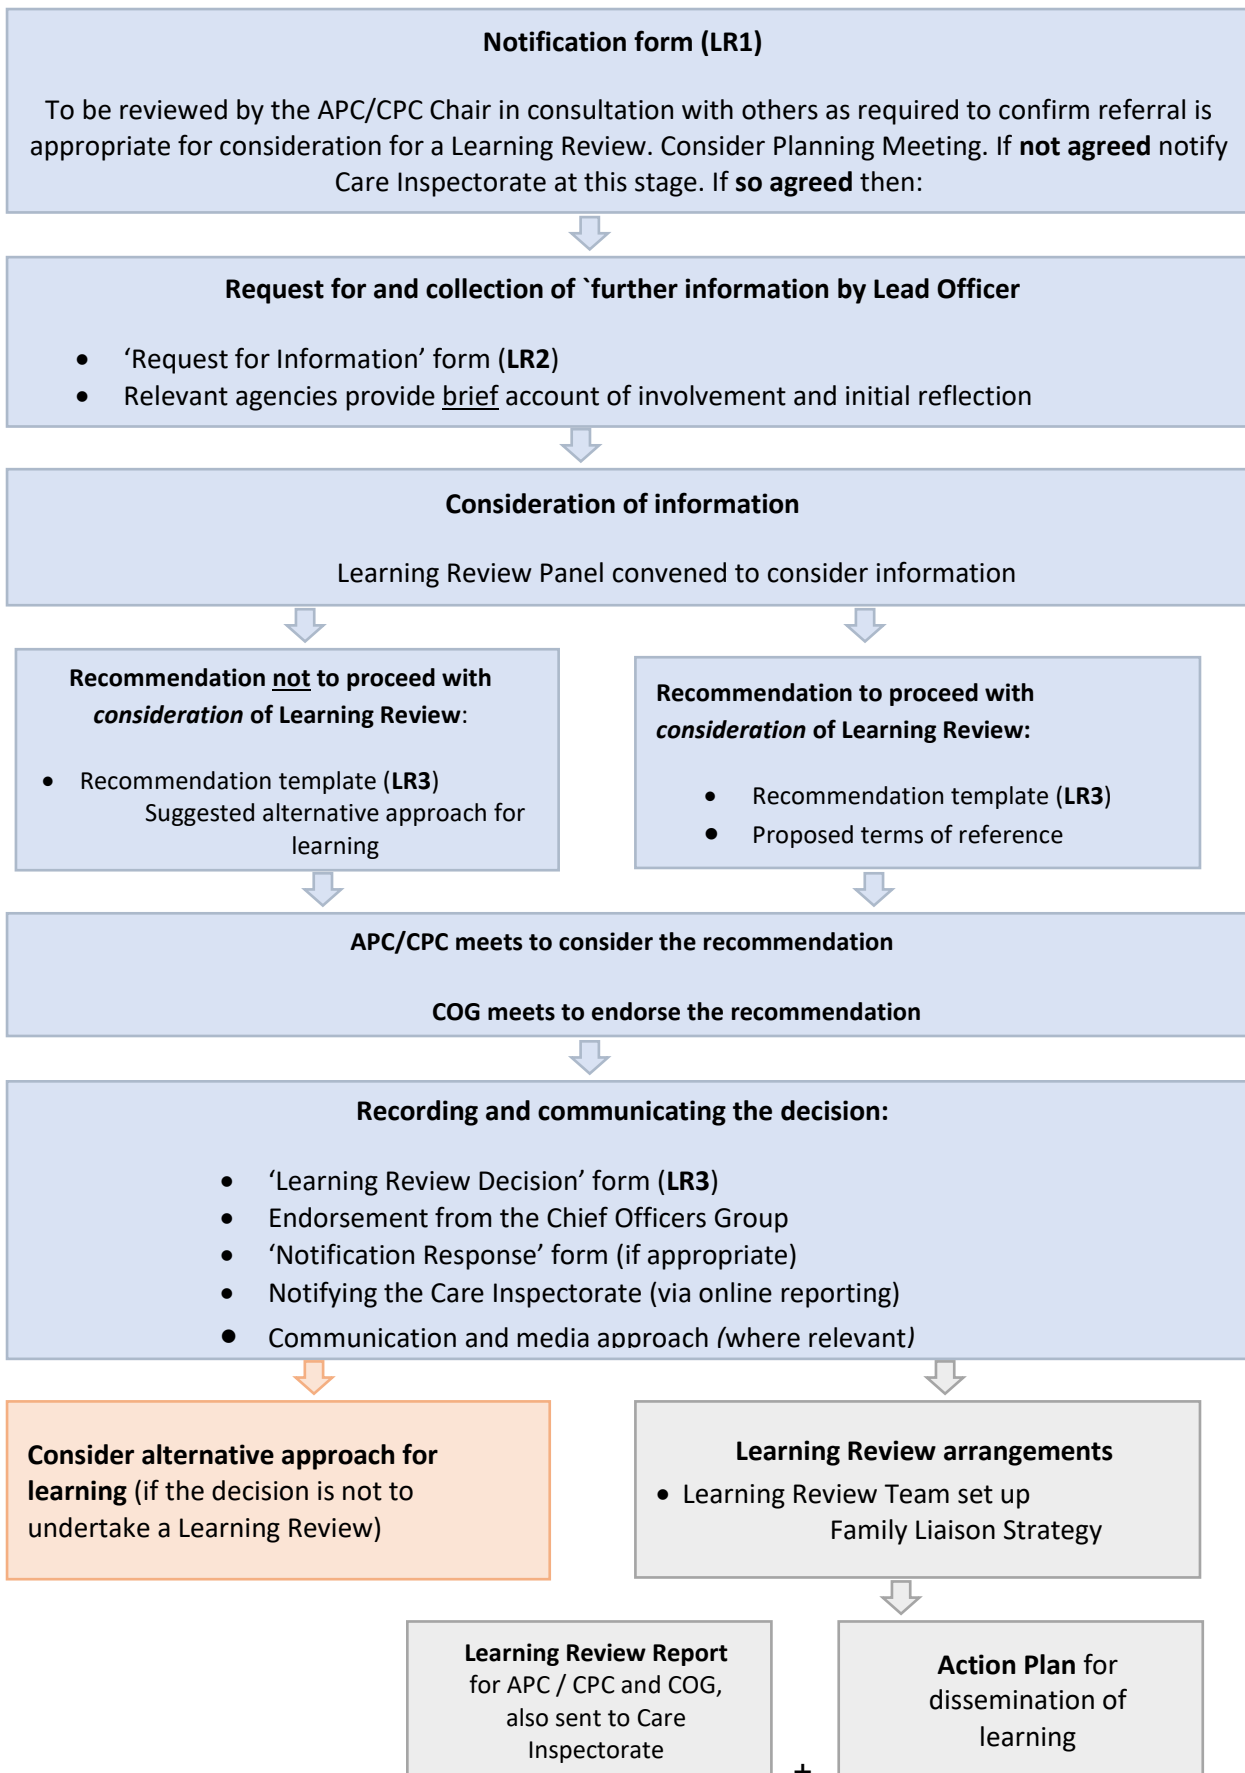 Notification form (LR1)
To be reviewed by the APC/CPC Chair in consultation with others as required to confirm referral is
appropriate for consideration for a Learning Review. Consider Planning Meeting. If not agreed notify
Care Inspectorate at this stage. If so agreed then:
Request for and collection of `further information by Lead Officer
• ‘Request for Information’ form (LR2)
• Relevant agencies provide brief account of involvement and initial reflection
Consideration of information
Learning Review Panel convened to consider information
Recommendation not to proceed with
consideration of Learning Review:
• Recommendation template (LR3)
Suggested alternative approach for
learning
Recommendation to proceed with
consideration of Learning Review:
• Recommendation template (LR3)
• Proposed terms of reference
APC/CPC meets to consider the recommendation
COG meets to endorse the recommendation
Recording and communicating the decision:
• ‘Learning Review Decision’ form (LR3)
• Endorsement from the Chief Officers Group
• ‘Notification Response’ form (if appropriate)
• Notifying the Care Inspectorate (via online reporting)
• Communication and media approach (where relevant)
Consider alternative approach for
learning (if the decision is not to
undertake a Learning Review)
Learning Review arrangements
• Learning Review Team set up
Family Liaison Strategy
Learning Review Report
for APC / CPC and COG,
also sent to Care
Inspectorate
+
Action Plan for
dissemination of
learning